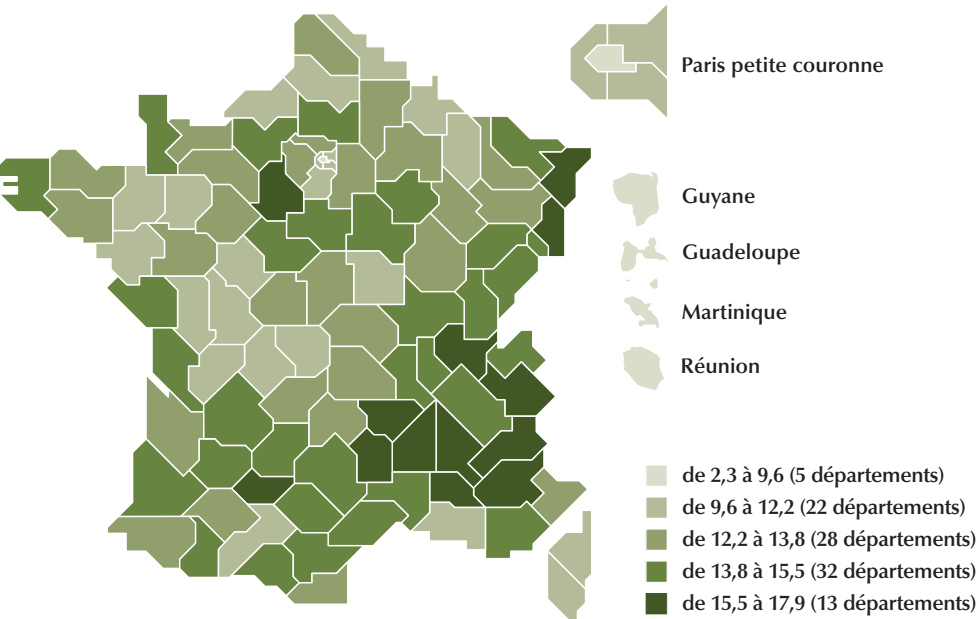 Paris petite couronne
Guyane
Guadeloupe
Martinique
Réunion
de 2,3 à 9,6 (5 départements)
de 9,6 à 12,2 (22 départements)
de 12,2 à 13,8 (28 départements)
de 13,8 à 15,5 (32 départements)
de 15,5 à 17,9 (13 départements)